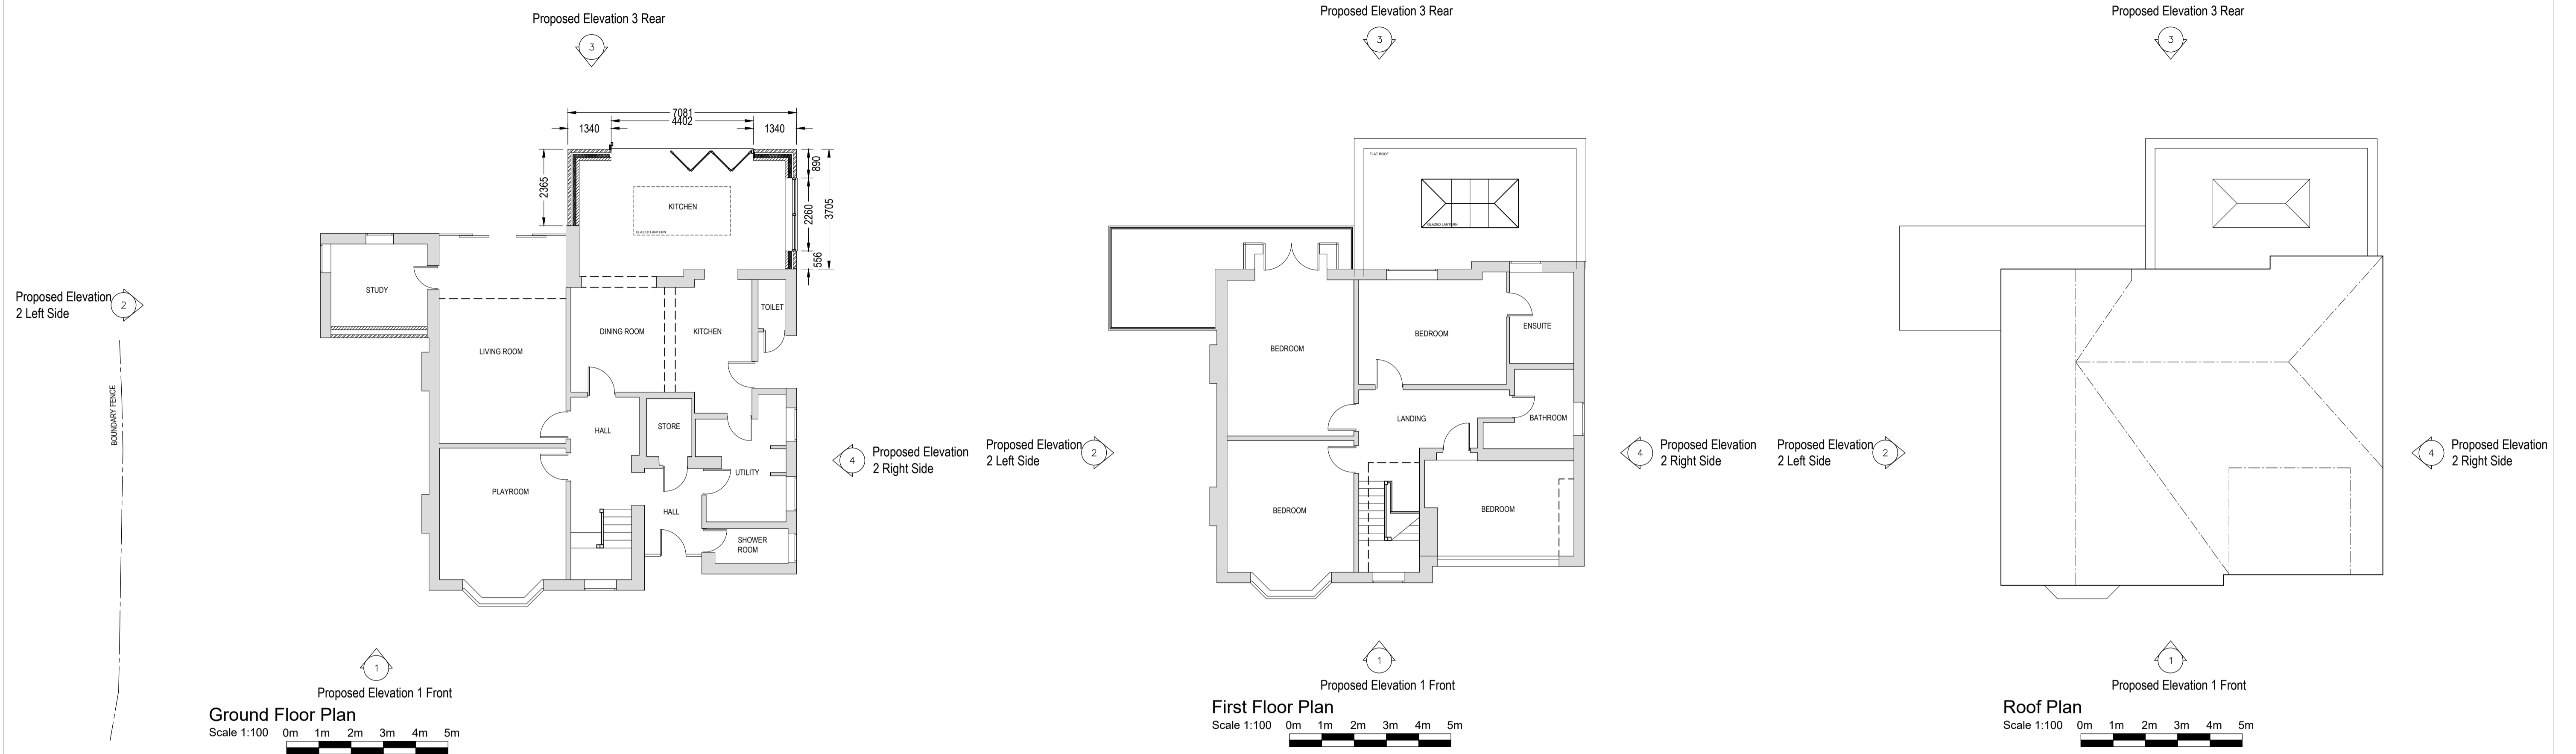 Proposed Elevation 3 Rear
3
7081
4402
1340
1340
2365
890
2260
3705
556
KITCHEN
GLAZED LANTERN
STUDY
Proposed Elevation
2 Left Side
2
TOILET
DINING ROOM
KITCHEN
LIVING ROOM
BOUNDARY FENCE
HALL
STORE
UTILITY
PLAYROOM
HALL
SHOWER
ROOM
4
Proposed Elevation
2 Right Side
1
Proposed Elevation 1 Front
Ground Floor Plan
Scale 1:100
0m 1m 2m 3m 4m 5m
Proposed Elevation 3 Rear
3
FLAT ROOF
GLAZED LANTERN
BEDROOM
BEDROOM
ENSUITE
LANDING
BATHROOM
Proposed Elevation
2 Left Side
2
4
Proposed Elevation
2 Right Side
BEDROOM
BEDROOM
1
Proposed Elevation 1 Front
First Floor Plan
Scale 1:100
0m 1m 2m 3m 4m 5m
Proposed Elevation 3 Rear
3
Proposed Elevation
2 Left Side
2
4
Proposed Elevation
2 Right Side
1
Proposed Elevation 1 Front
Roof Plan
Scale 1:100
0m 1m 2m 3m 4m 5m